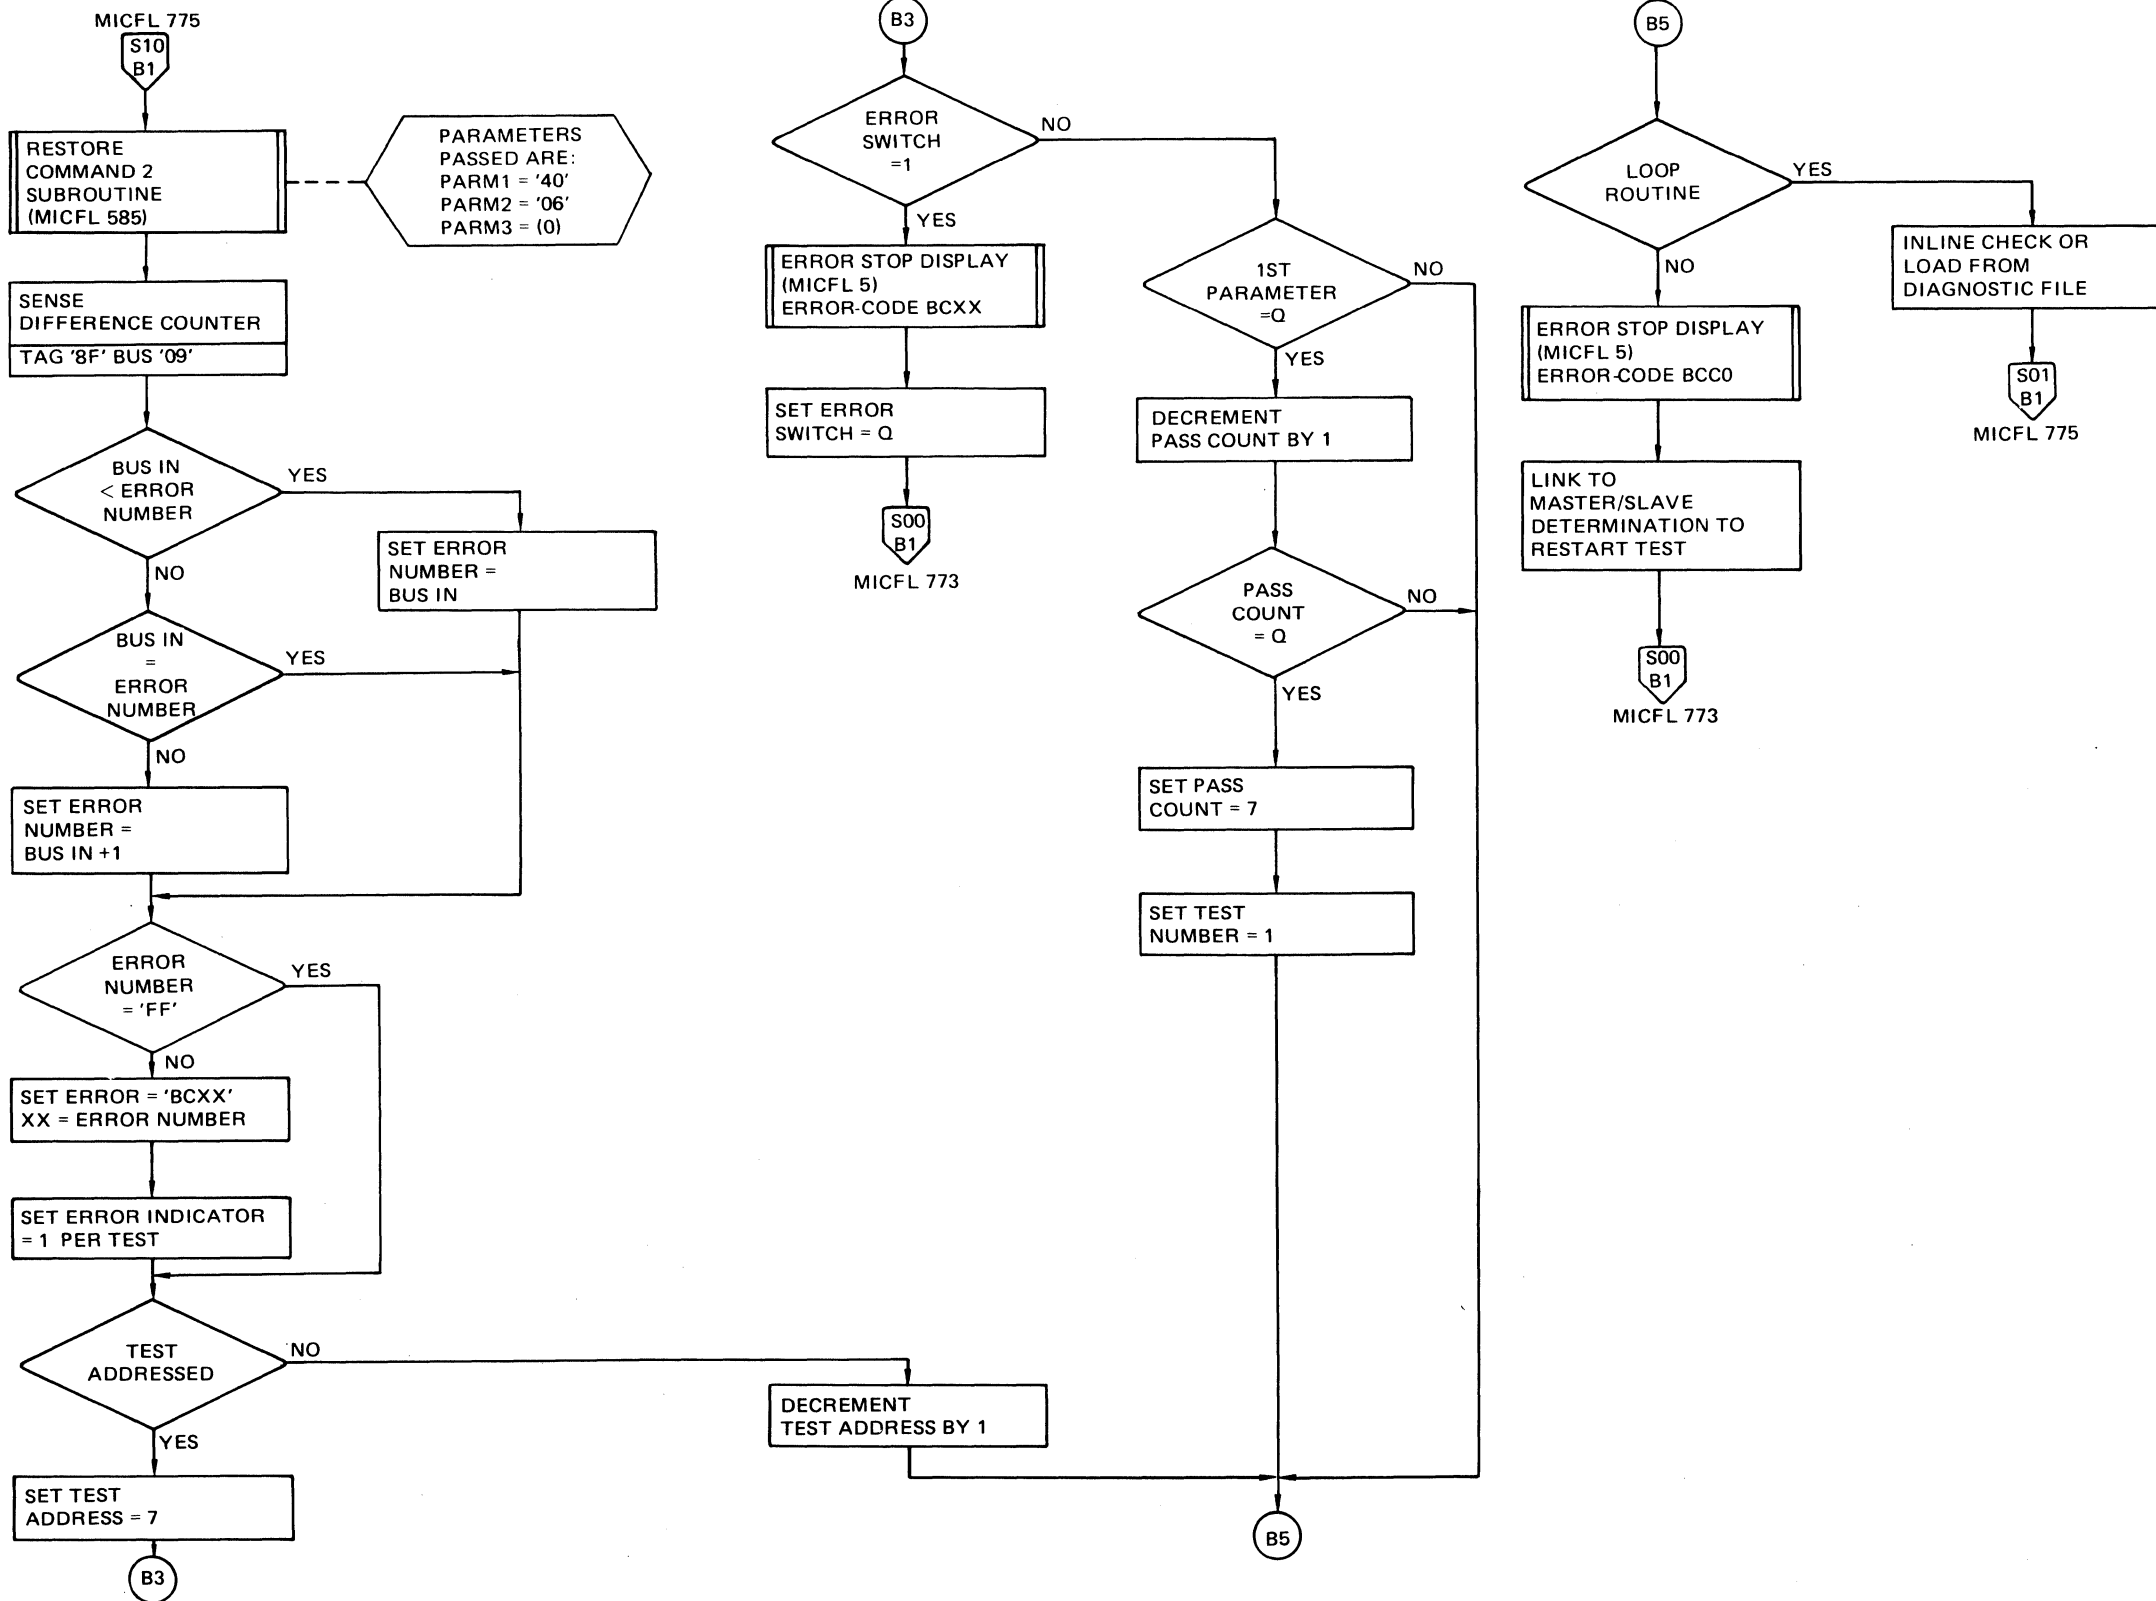 MICFL 775
S10
B1
RESTORE
COMMAND 2
SUBROUTINE
(MICFL 585)
PARAMETERS
PASSED ARE:
PARM1 = '40'
PARM2 = '06'
PARM3 = (0)
SENSE
DIFFERENCE COUNTER
TAG '8F' BUS '09'
BUS IN
< ERROR
NUMBER
YES
NO
SET ERROR
NUMBER =
BUS IN
BUS IN
=
ERROR
NUMBER
YES
NO
SET ERROR
NUMBER =
BUS IN +1
ERROR
NUMBER
= 'FF'
YES
NO
SET ERROR = 'BCXX'
XX = ERROR NUMBER
SET ERROR INDICATOR
= 1 PER TEST
TEST
ADDRESSED
NO
YES
SET TEST
ADDRESS = 7
B3
DECREMENT
TEST ADDRESS BY 1
B3
ERROR
SWITCH
=1
NO
YES
ERROR STOP DISPLAY
(MICFL 5)
ERROR-CODE BCXX
SET ERROR
SWITCH = Q
S00
B1
MICFL 773
1ST
PARAMETER
=Q
NO
YES
DECREMENT
PASS COUNT BY 1
PASS
COUNT
= Q
NO
YES
SET PASS
COUNT = 7
SET TEST
NUMBER = 1
B5
B5
LOOP
ROUTINE
YES
NO
INLINE CHECK OR
LOAD FROM
DIAGNOSTIC FILE
S01
B1
MICFL 775
ERROR STOP DISPLAY
(MICFL 5)
ERROR-CODE BCC0
LINK TO
MASTER/SLAVE
DETERMINATION TO
RESTART TEST
S00
B1
MICFL 773